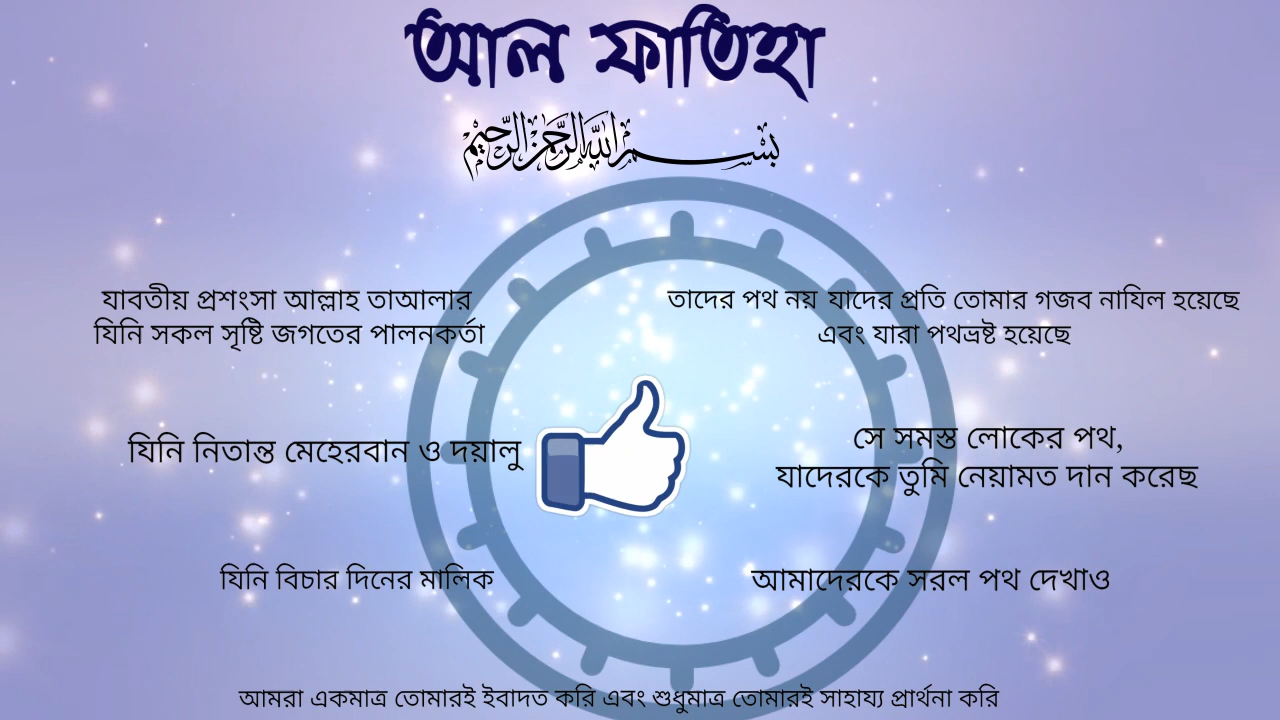 আল ফাতিহা
بسم الله الرحمن الرحيم
যাবতীয় প্রশংসা আল্লাহ তাআলার
যিনি সকল সৃষ্টি জগতের পালনকর্তা
যিনি নিতান্ত মেহেরবান ও দয়ালু
যিনি বিচার দিনের মালিক
আমরা একমাত্র তোমারই ইবাদত করি এবং শুধুমাত্র তোমারই সাহায্য প্রার্থনা করি
আমাদেরকে সরল পথ দেখাও
সে সমস্ত লোকের পথ,
যাদেরকে তুমি নেয়ামত দান করেছ
তাদের পথ নয় যাদের প্রতি তোমার গজব নাযিল হয়েছে
এবং যারা পথভ্রষ্ট হয়েছে